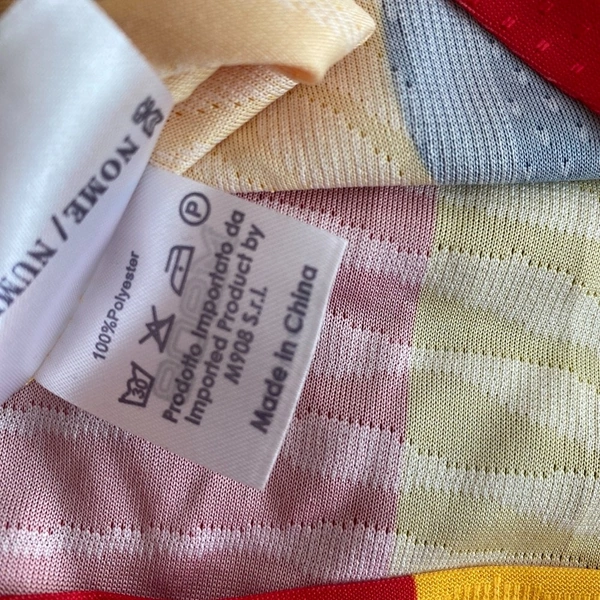 NOME / NUM
100%Polyester
30
P
Prodotto Importato da
Imported Product by
M908 S.r.l.
Made in China